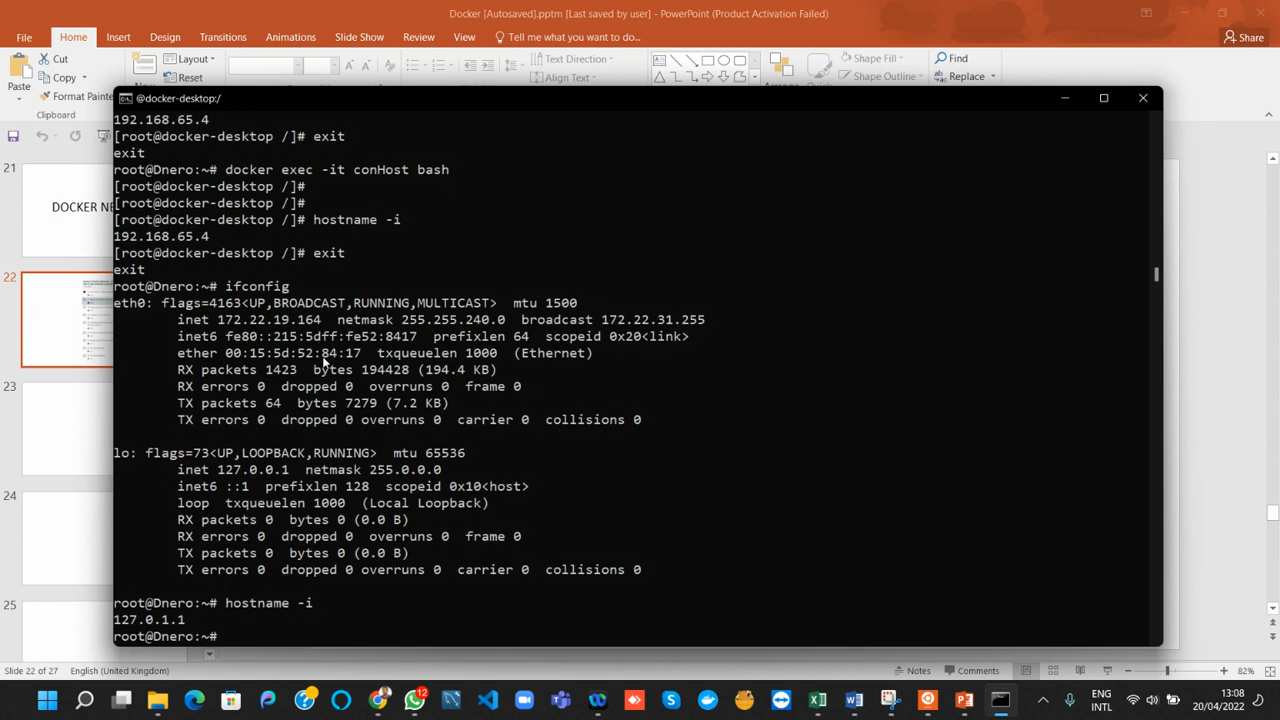 Docker [Autosaved].pptm [Last saved by user] - PowerPoint (Product Activation Failed)
File Home Insert Design Transitions Animations Slide Show Review View Tell me what you want to do... Share
Cut Layout Text Direction Shape Fill Find
Paste Copy Reset Align Text Shape Outline Replace
Format Painte
Clipboard
@docker-desktop:/
192.168.65.4
[root@docker-desktop /]# exit
exit
root@Dnero:~# docker exec -it conHost bash
[root@docker-desktop /]#
[root@docker-desktop /]#
[root@docker-desktop /]# hostname -i
192.168.65.4
[root@docker-desktop /]# exit
exit
root@Dnero:~# ifconfig
eth0: flags=4163<UP,BROADCAST,RUNNING,MULTICAST> mtu 1500
inet 172.22.19.164 netmask 255.255.240.0 broadcast 172.22.31.255
inet6 fe80::215:5dff:fe52:8417 prefixlen 64 scopeid 0x20<link>
ether 00:15:5d:52:84:17 txqueuelen 1000 (Ethernet)
RX packets 1423 bytes 194428 (194.4 KB)
RX errors 0 dropped 0 overruns 0 frame 0
TX packets 64 bytes 7279 (7.2 KB)
TX errors 0 dropped 0 overruns 0 carrier 0 collisions 0
lo: flags=73<UP,LOOPBACK,RUNNING> mtu 65536
inet 127.0.0.1 netmask 255.0.0.0
inet6 ::1 prefixlen 128 scopeid 0x10<host>
loop txqueuelen 1000 (Local Loopback)
RX packets 0 bytes 0 (0.0 B)
RX errors 0 dropped 0 overruns 0 frame 0
TX packets 0 bytes 0 (0.0 B)
TX errors 0 dropped 0 overruns 0 carrier 0 collisions 0
root@Dnero:~# hostname -i
127.0.1.1
root@Dnero:~#
21
DOCKER NE
22
23
24
25
Slide 22 of 27 English (United Kingdom) Notes Comments 82%
12
ENG 13:08
INTL 20/04/2022